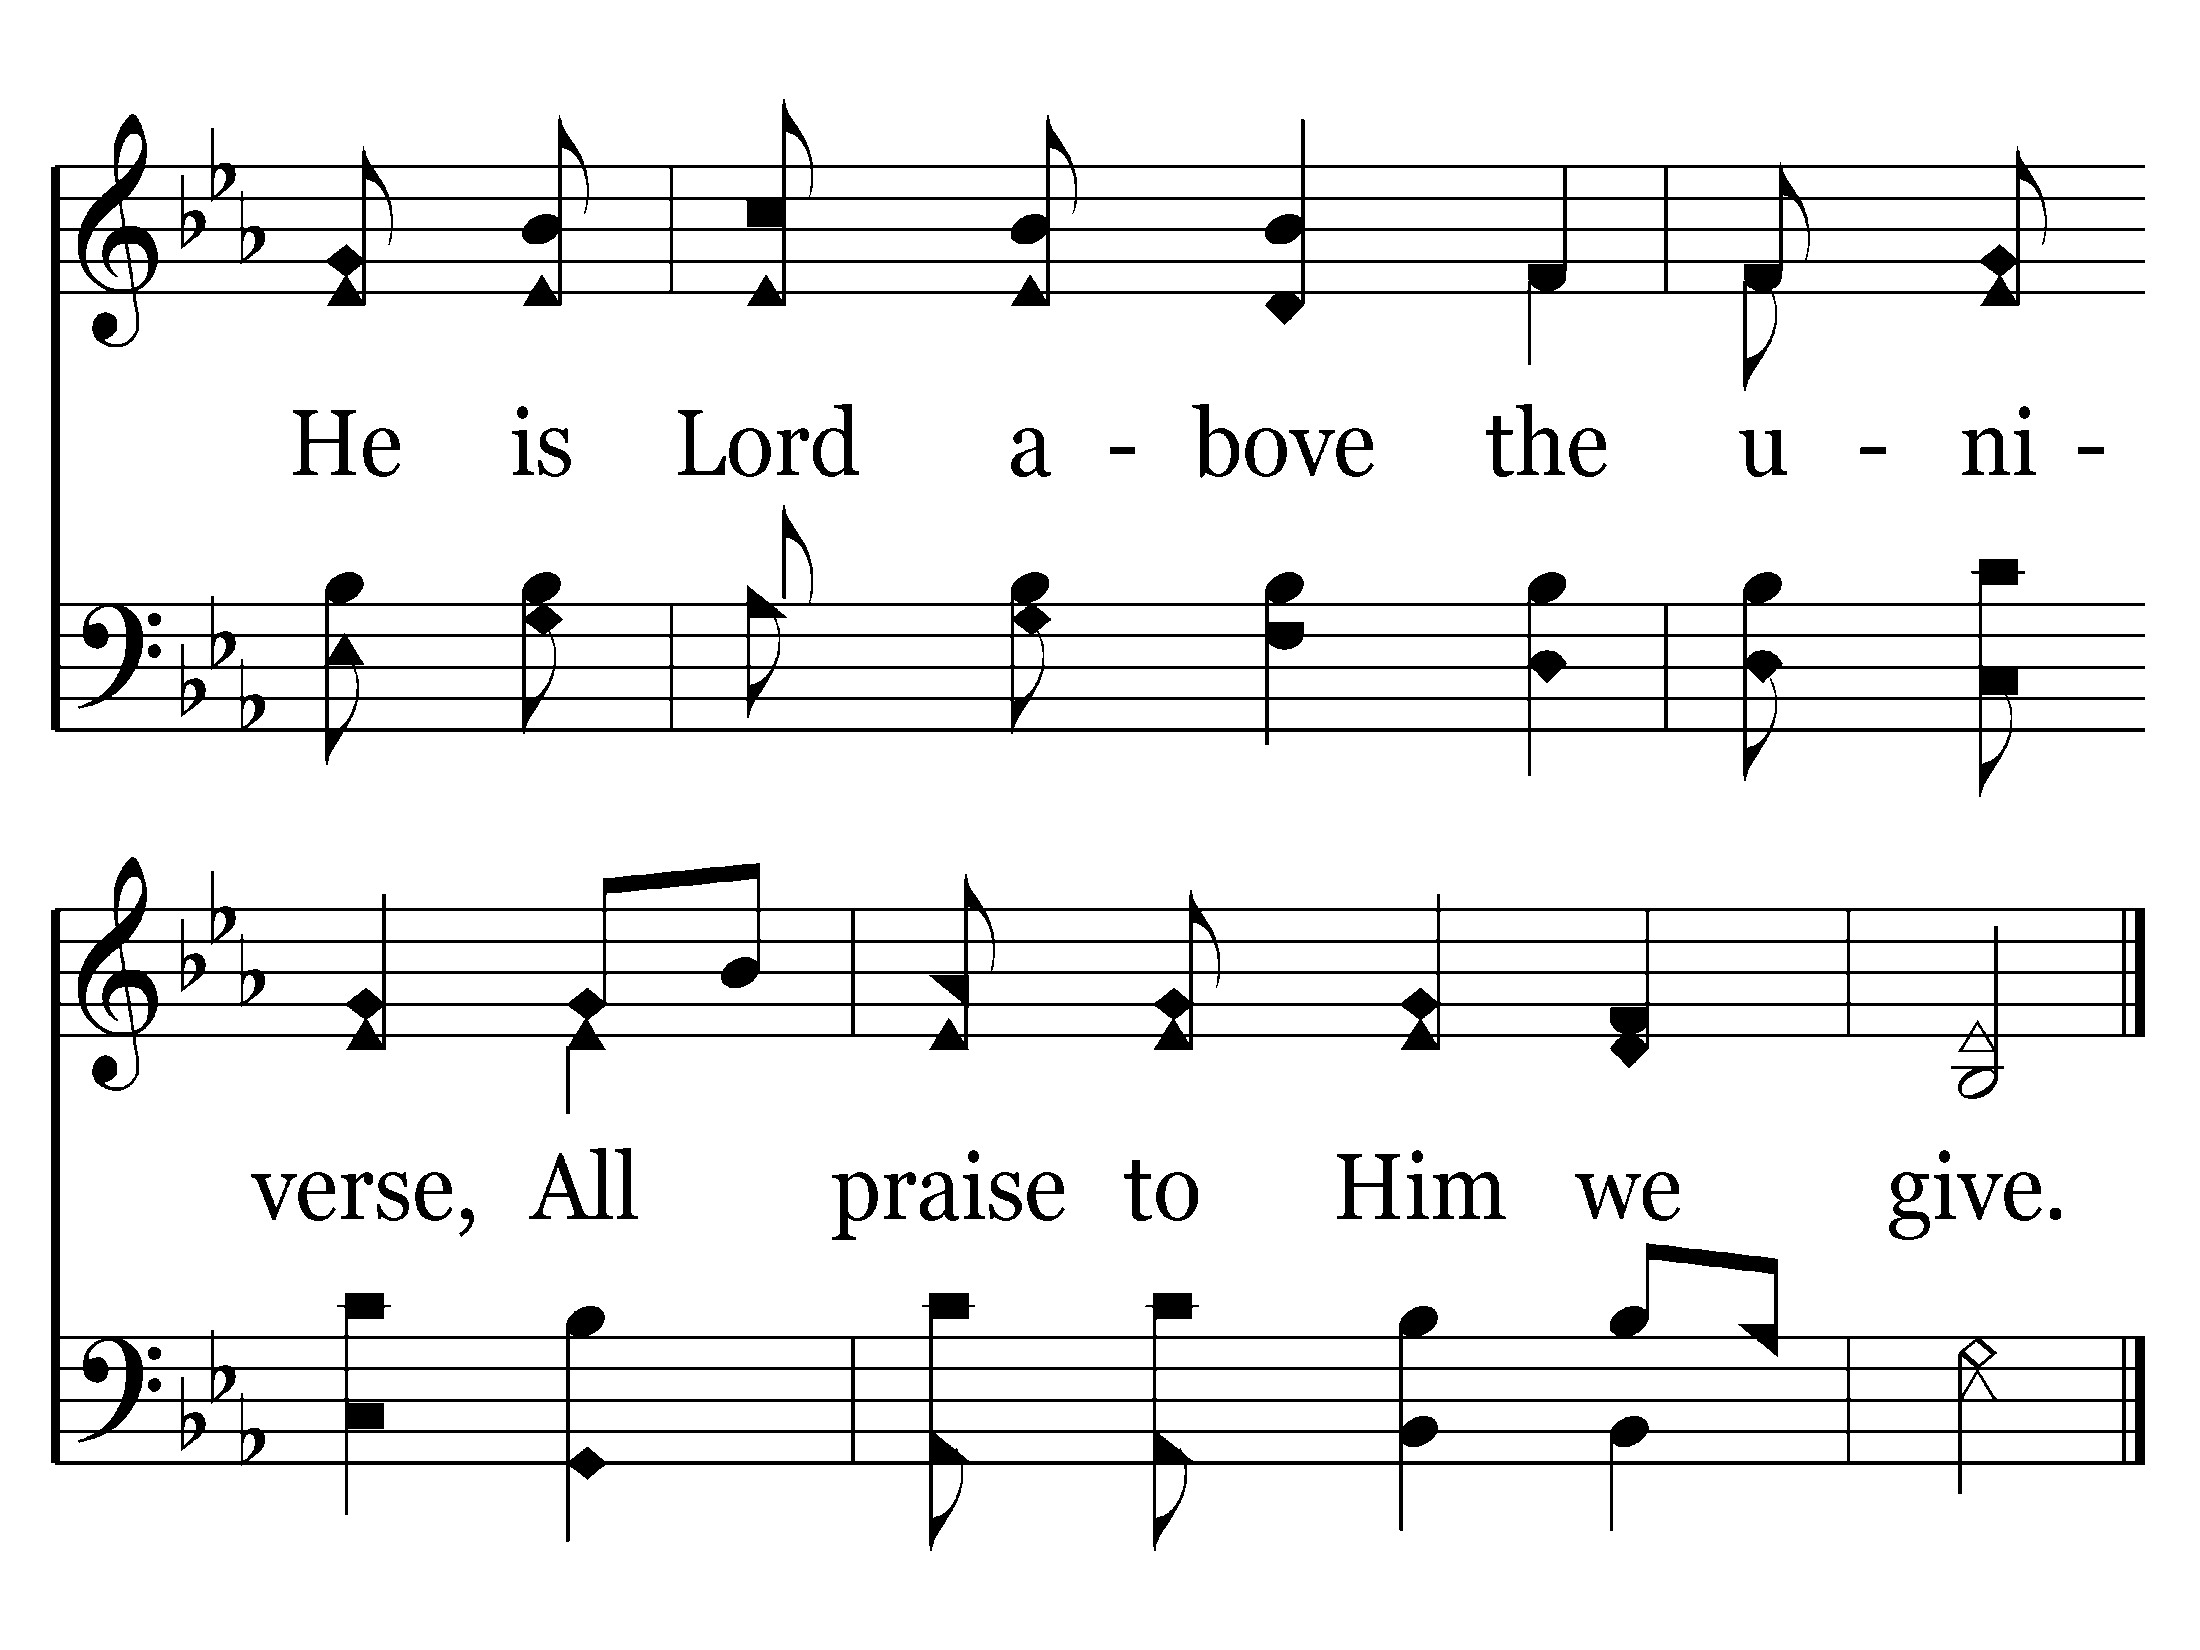 He is Lord a - bove the u - ni -
verse, All praise to Him we give.